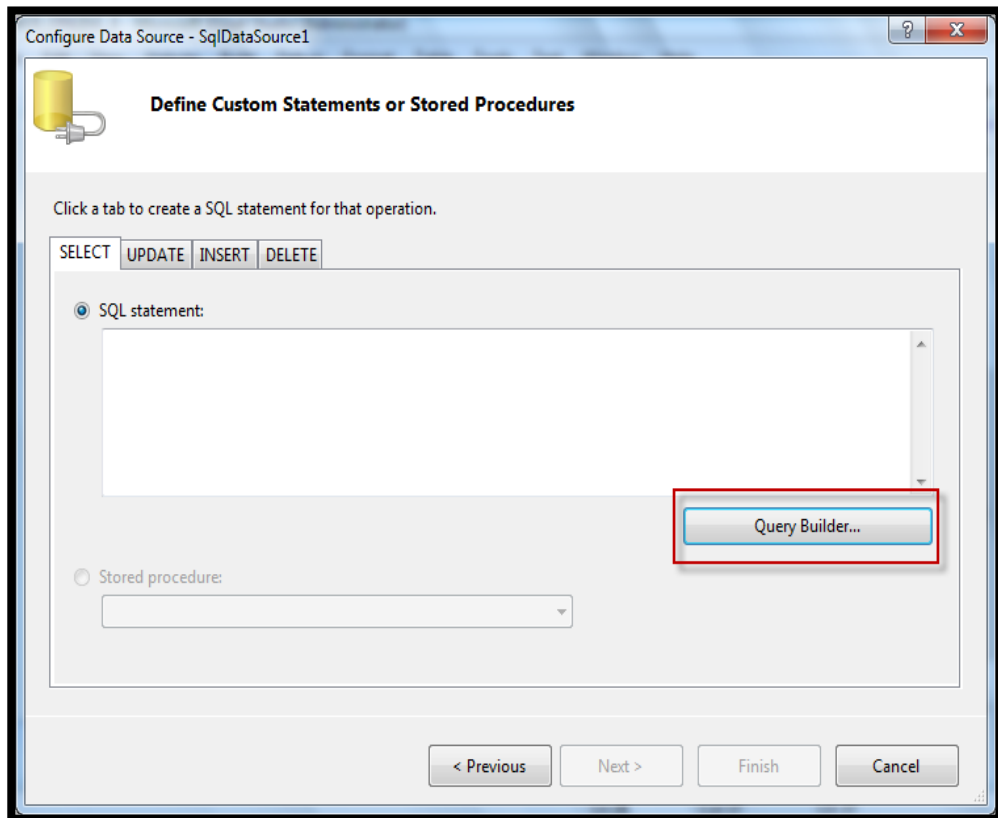 Configure Data Source - SqlDataSource1
Define Custom Statements or Stored Procedures
Click a tab to create a SQL statement for that operation.
SELECT UPDATE INSERT DELETE
SQL statement:
Query Builder...
Stored procedure:
< Previous Next > Finish Cancel